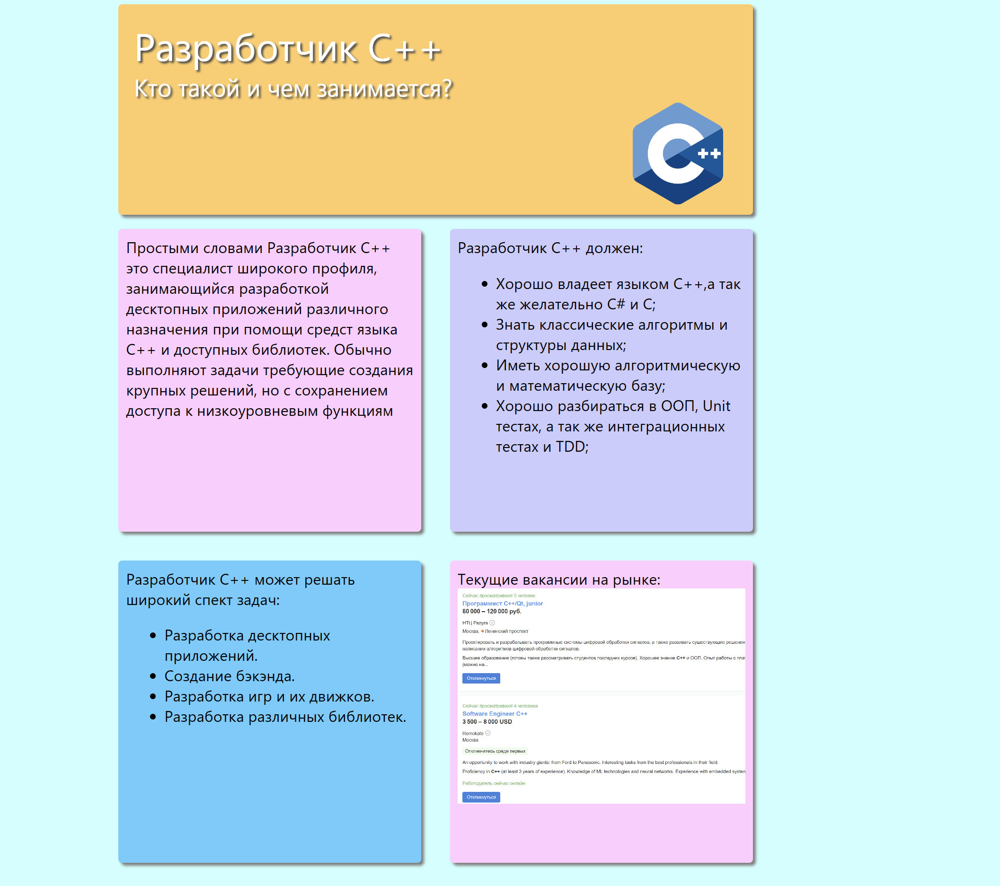 Разработчик C++
Кто такой и чем занимается?
C ++
Простыми словами Разработчик C++
это специалист широкого профиля,
занимающийся разработкой
десктопных приложений различного
назначения при помощи средст языка
C++ и доступных библиотек. Обычно
выполняют задачи требующие создания
крупных решений, но с сохранением
доступа к низкоуровневым функциям
Разработчик C++ должен:
• Хорошо владеет языком C++,а так
же желательно C# и C;
• Знать классические алгоритмы и
структуры данных;
• Иметь хорошую алгоритмическую
и математическую базу;
• Хорошо разбираться в ООП, Unit
тестах, а так же интеграционных
тестах и TDD;
Разработчик C++ может решать
широкий спект задач:
• Разработка десктопных
приложений.
• Создание бэкэнда.
• Разработка игр и их движков.
• Разработка различных библиотек.
Текущие вакансии на рынке:
Сейчас просматривают 5 человек
Программист C++/Qt, junior
80 000 – 120 000 руб.
НТЦ Радуга
Москва, Ленинский проспект
Проектировать и разрабатывать программные системы цифровой обработки сигналов, а также развивать существующие решения
написании алгоритмов цифровой обработки сигналов.
Высшее образование (готовы также рассматривать студентов последних курсов). Хорошее знание C++ и ООП. Опыт работы с
(можно на...
Откликнуться
Сейчас просматривают 4 человека
Software Engineer C++
3 500 – 8 000 USD
Remokate
Москва
Откликнитесь среди первых
An opportunity to work with industry giants: from Ford to Panasonic. Interesting tasks from the best professionals in their field.
Proficiency in C++ (at least 3 years of experience). Knowledge of ML technologies and neural networks. Experience with embedded
Работодатель сейчас онлайн
Откликнуться